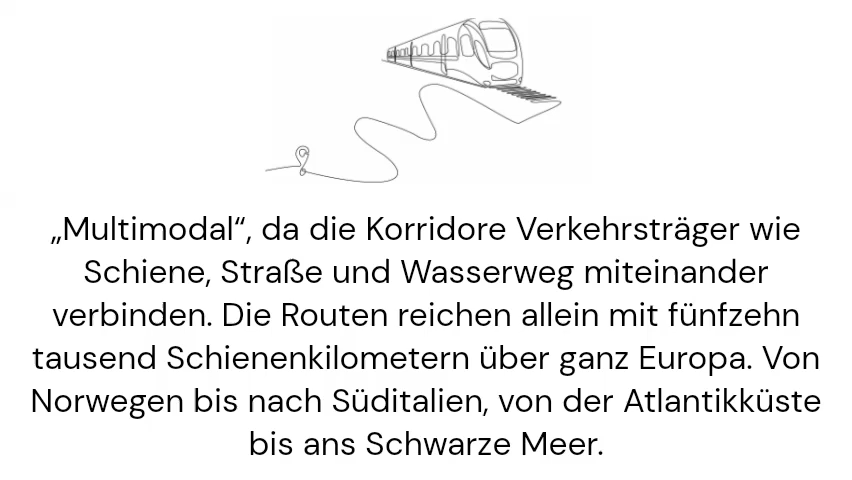 „Multimodal“, da die Korridore Verkehrsträger wie
Schiene, Straße und Wasserweg miteinander
verbinden. Die Routen reichen allein mit fünfzehn
tausend Schienenkilometern über ganz Europa. Von
Norwegen bis nach Süditalien, von der Atlantikküste
bis ans Schwarze Meer.